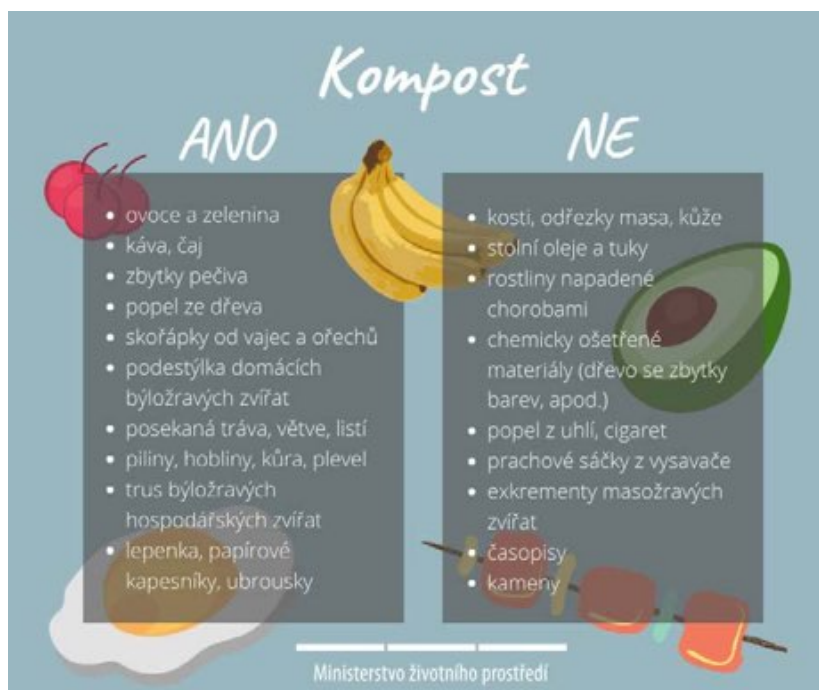 Kompost
ANO
ovoce a zelenina
káva, čaj
zbytky pečiva
popel ze dřeva
skořápky od vajec a ořechů
podestýlka domácích
býložravých zvířat
posekaná tráva, větve, listí
piliny, hobliny, kůra, plevel
trus býložravých
hospodářských zvířat
lepenka, papírové
kapesníky, ubrousky
NE
kosti, odřezky masa, kůže
stolní oleje a tuky
rostliny napadené
chorobami
chemicky ošetřené
materiály (dřevo se zbytky
barev, apod.)
popel z uhlí, cigaret
prachové sáčky z vysavače
exkrementy masožravých
zvířat
časopisy
kameny
Ministerstvo životního prostředí